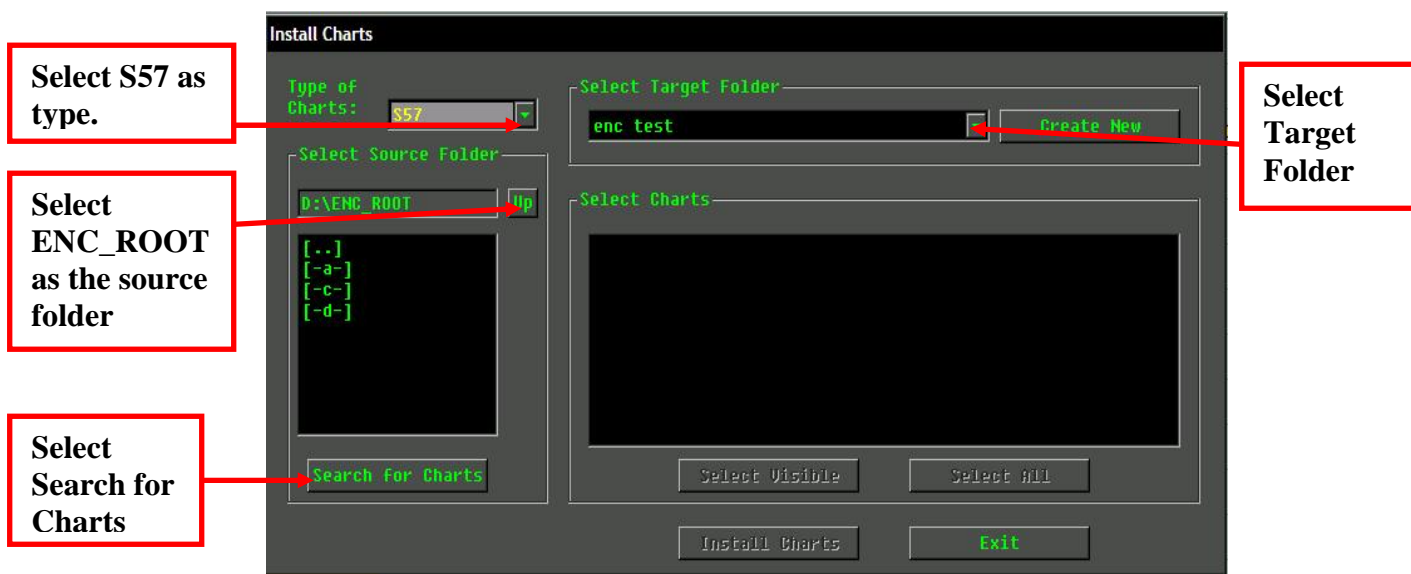 Install Charts
Select S57 as
type.
Type of
Charts:
S57
Select Target Folder
enc test
Create New
Select
Target
Folder
Select Source Folder
Select
ENC_ROOT
as the source
folder
D:\ENC_ROOT
Up
[..]
[-a-]
[-c-]
[-d-]
Select Charts
Select
Search for
Charts
Search for Charts
Select Visible
Select All
Install Charts
Exit